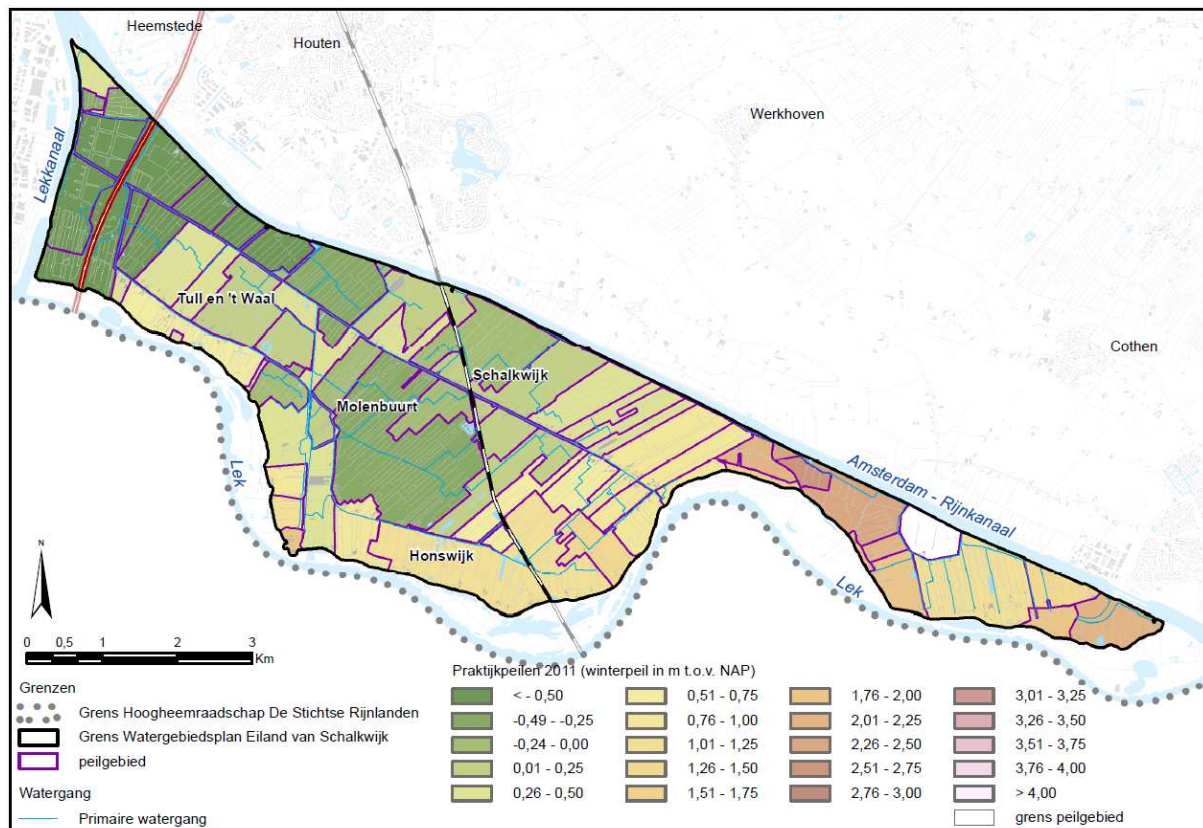 Heemstede
Houten
Werkhoven
Lekkanaal
Tull en 't Waal
Cothen
Schalkwijk
Molenbuurt
Amsterdam - Rijnkanaal
Lek
Honswijk
Lek
N
0 0,5 1 2 3
Km
Praktijkpeilen 2011 (winterpeil in m t.o.v. NAP)
< - 0,50
-0,49 - -0,25
-0,24 - 0,00
0,01 - 0,25
0,26 - 0,50
0,51 - 0,75
0,76 - 1,00
1,01 - 1,25
1,26 - 1,50
1,51 - 1,75
1,76 - 2,00
2,01 - 2,25
2,26 - 2,50
2,51 - 2,75
2,76 - 3,00
3,01 - 3,25
3,26 - 3,50
3,51 - 3,75
3,76 - 4,00
> 4,00
grens peilgebied
Grenzen
Grens Hoogheemraadschap De Stichtse Rijnlanden
Grens Watergebiedsplan Eiland van Schalkwijk
peilgebied
Watergang
Primaire watergang